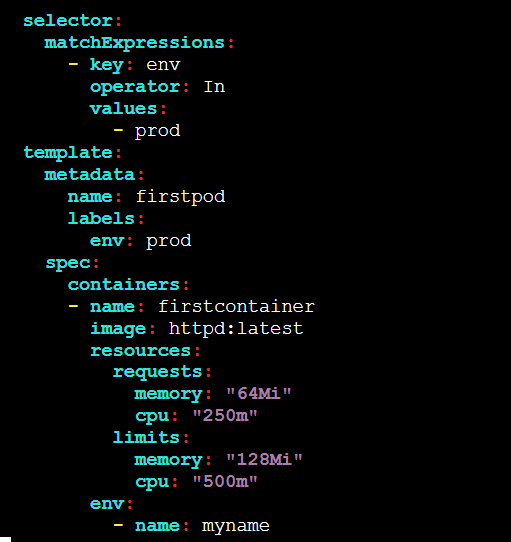 selector:
  matchExpressions:
    - key: env
      operator: In
      values:
        - prod
template:
  metadata:
    name: firstpod
    labels:
      env: prod
  spec:
    containers:
    - name: firstcontainer
      image: httpd:latest
      resources:
        requests:
          memory: "64Mi"
          cpu: "250m"
        limits:
          memory: "128Mi"
          cpu: "500m"
      env:
        - name: myname